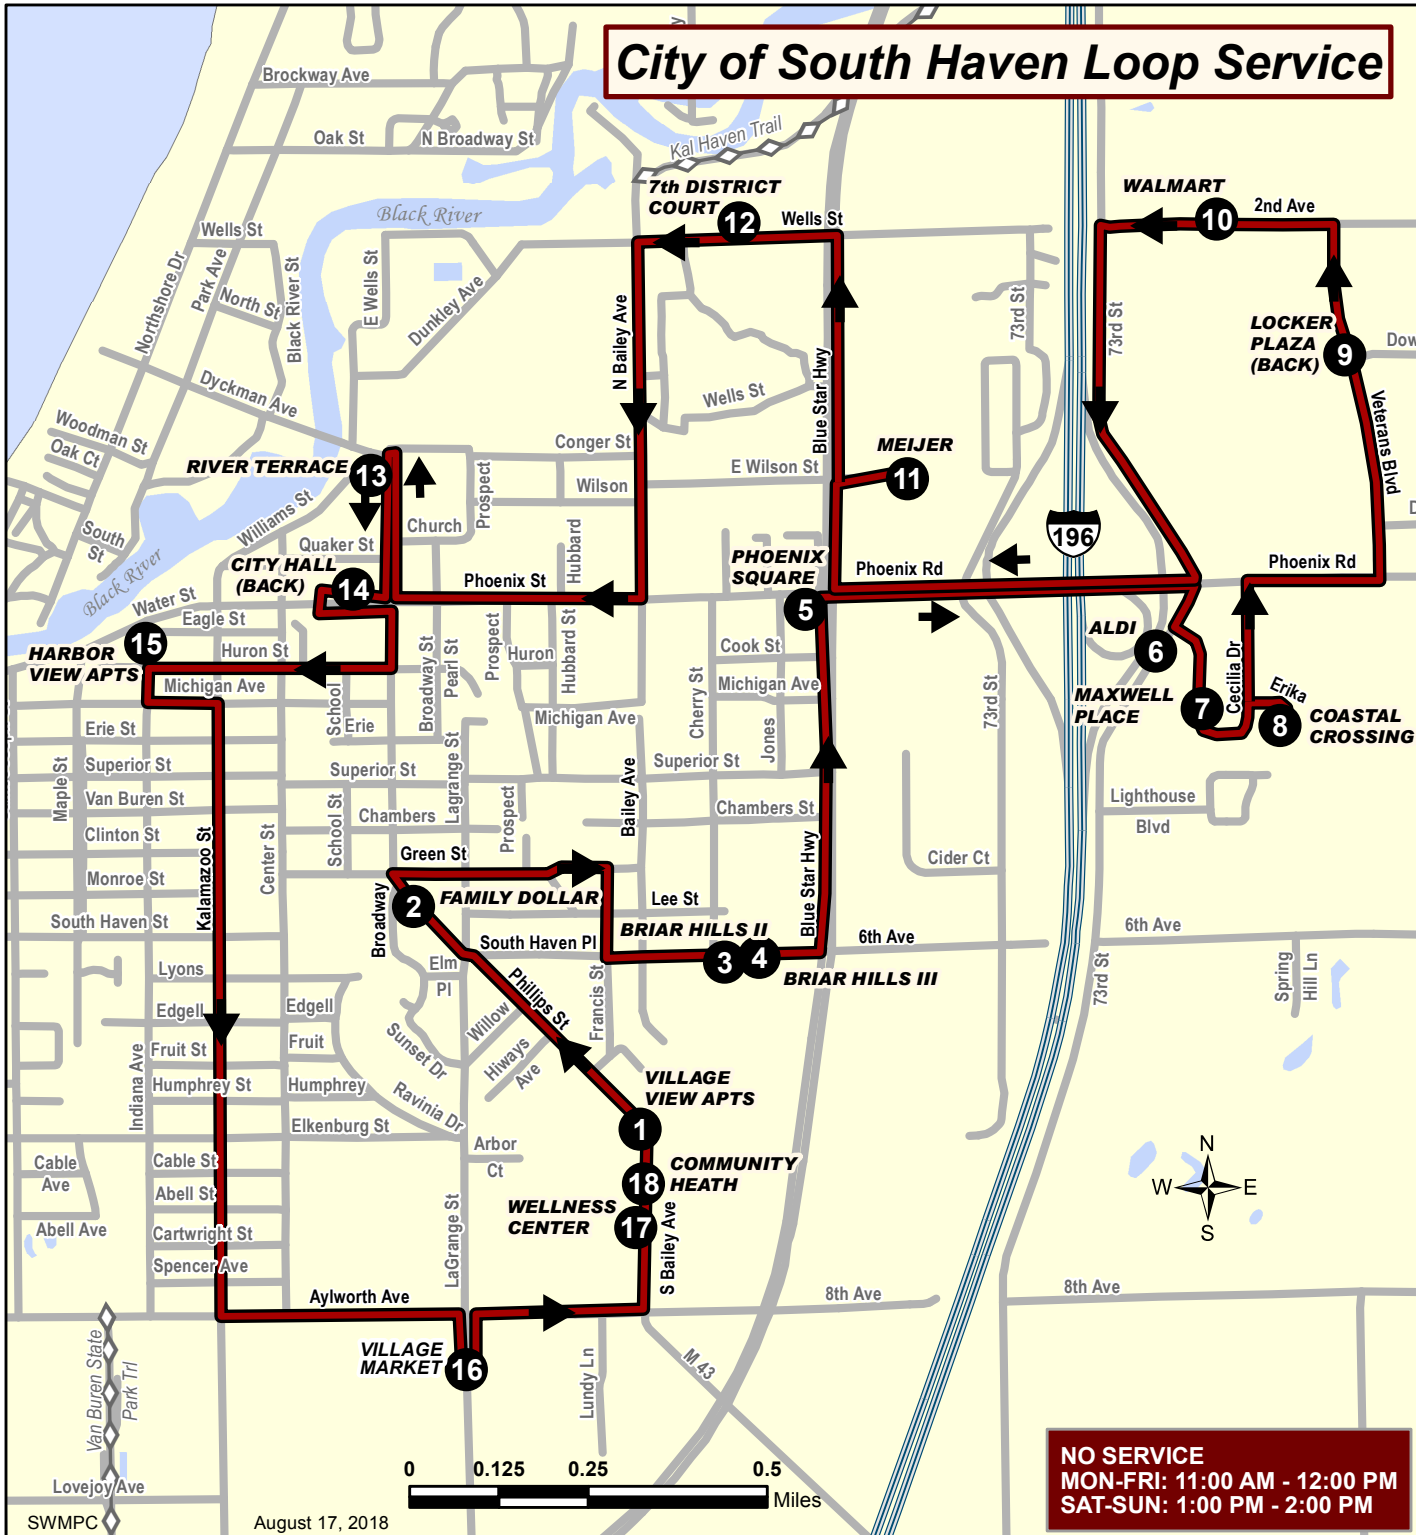 City of South Haven Loop Service
Brockway Ave
Oak St
N Broadway St
Kal Haven Trail
7th DISTRICT
COURT
12
Wells St
WALMART
10
2nd Ave
Black River
Wells St
Northshore Dr
Park Ave
North St
Black River St
E Wells St
Dunkley Ave
N Bailey Ave
Blue Star Hwy
73rd St
73rd St
LOCKER
PLAZA
(BACK)
9
Dow
Veterans Blvd
Dyckman Ave
Wells St
Woodman St
Oak Ct
Conger St
MEIJER
11
RIVER TERRACE
13
E Wilson St
Wilson
Prospect
Williams St
Church
South
St
Quaker St
Hubbard
196
D
CITY HALL
(BACK)
14
PHOENIX
SQUARE
5
Phoenix St
Phoenix Rd
Phoenix Rd
Black River
Water St
Eagle St
15
HARBOR
VIEW APTS
Huron St
Michigan Ave
School
Erie
Broadway St
Pearl St
Prospect
Huron
Hubbard St
Michigan Ave
Cherry St
Cook St
Michigan Ave
Jones
73rd St
ALDI
6
MAXWELL
PLACE
7
Cecilia Dr
Erika
8
COASTAL
CROSSING
Erie St
Superior St
Superior St
Superior St
Maple St
Van Buren St
Chambers
Lagrange St
Prospect
Bailey Ave
Chambers St
Lighthouse
Blvd
Clinton St
Kalamazoo St
Center St
School St
Green St
Blue Star Hwy
Cider Ct
Monroe St
2
FAMILY DOLLAR
Lee St
South Haven St
Broadway
South Haven Pl
BRIAR HILLS II
3
4
BRIAR HILLS III
6th Ave
6th Ave
Lyons
Elm
Pl
Phillips St
Francis St
73rd St
Spring
Hill Ln
Edgell
Edgell
Willow
Sunset Dr
Hiways
Ave
Fruit St
Fruit
Indiana Ave
Humphrey St
Humphrey
Ravinia Dr
VILLAGE
VIEW APTS
1
Elkenburg St
Arbor
Ct
Cable
Ave
Cable St
18
COMMUNITY
HEATH
Abell St
WELLNESS
CENTER
17
Abell Ave
Cartwright St
LaGrange St
S Bailey Ave
Spencer Ave
Aylworth Ave
8th Ave
8th Ave
N
W
E
S
VILLAGE
MARKET
16
Lundy Ln
M 43
Van Buren State
Park Trl
Lovejoy Ave
0
0.125
0.25
0.5
Miles
NO SERVICE
MON-FRI: 11:00 AM - 12:00 PM
SAT-SUN: 1:00 PM - 2:00 PM
SWMPC
August 17, 2018